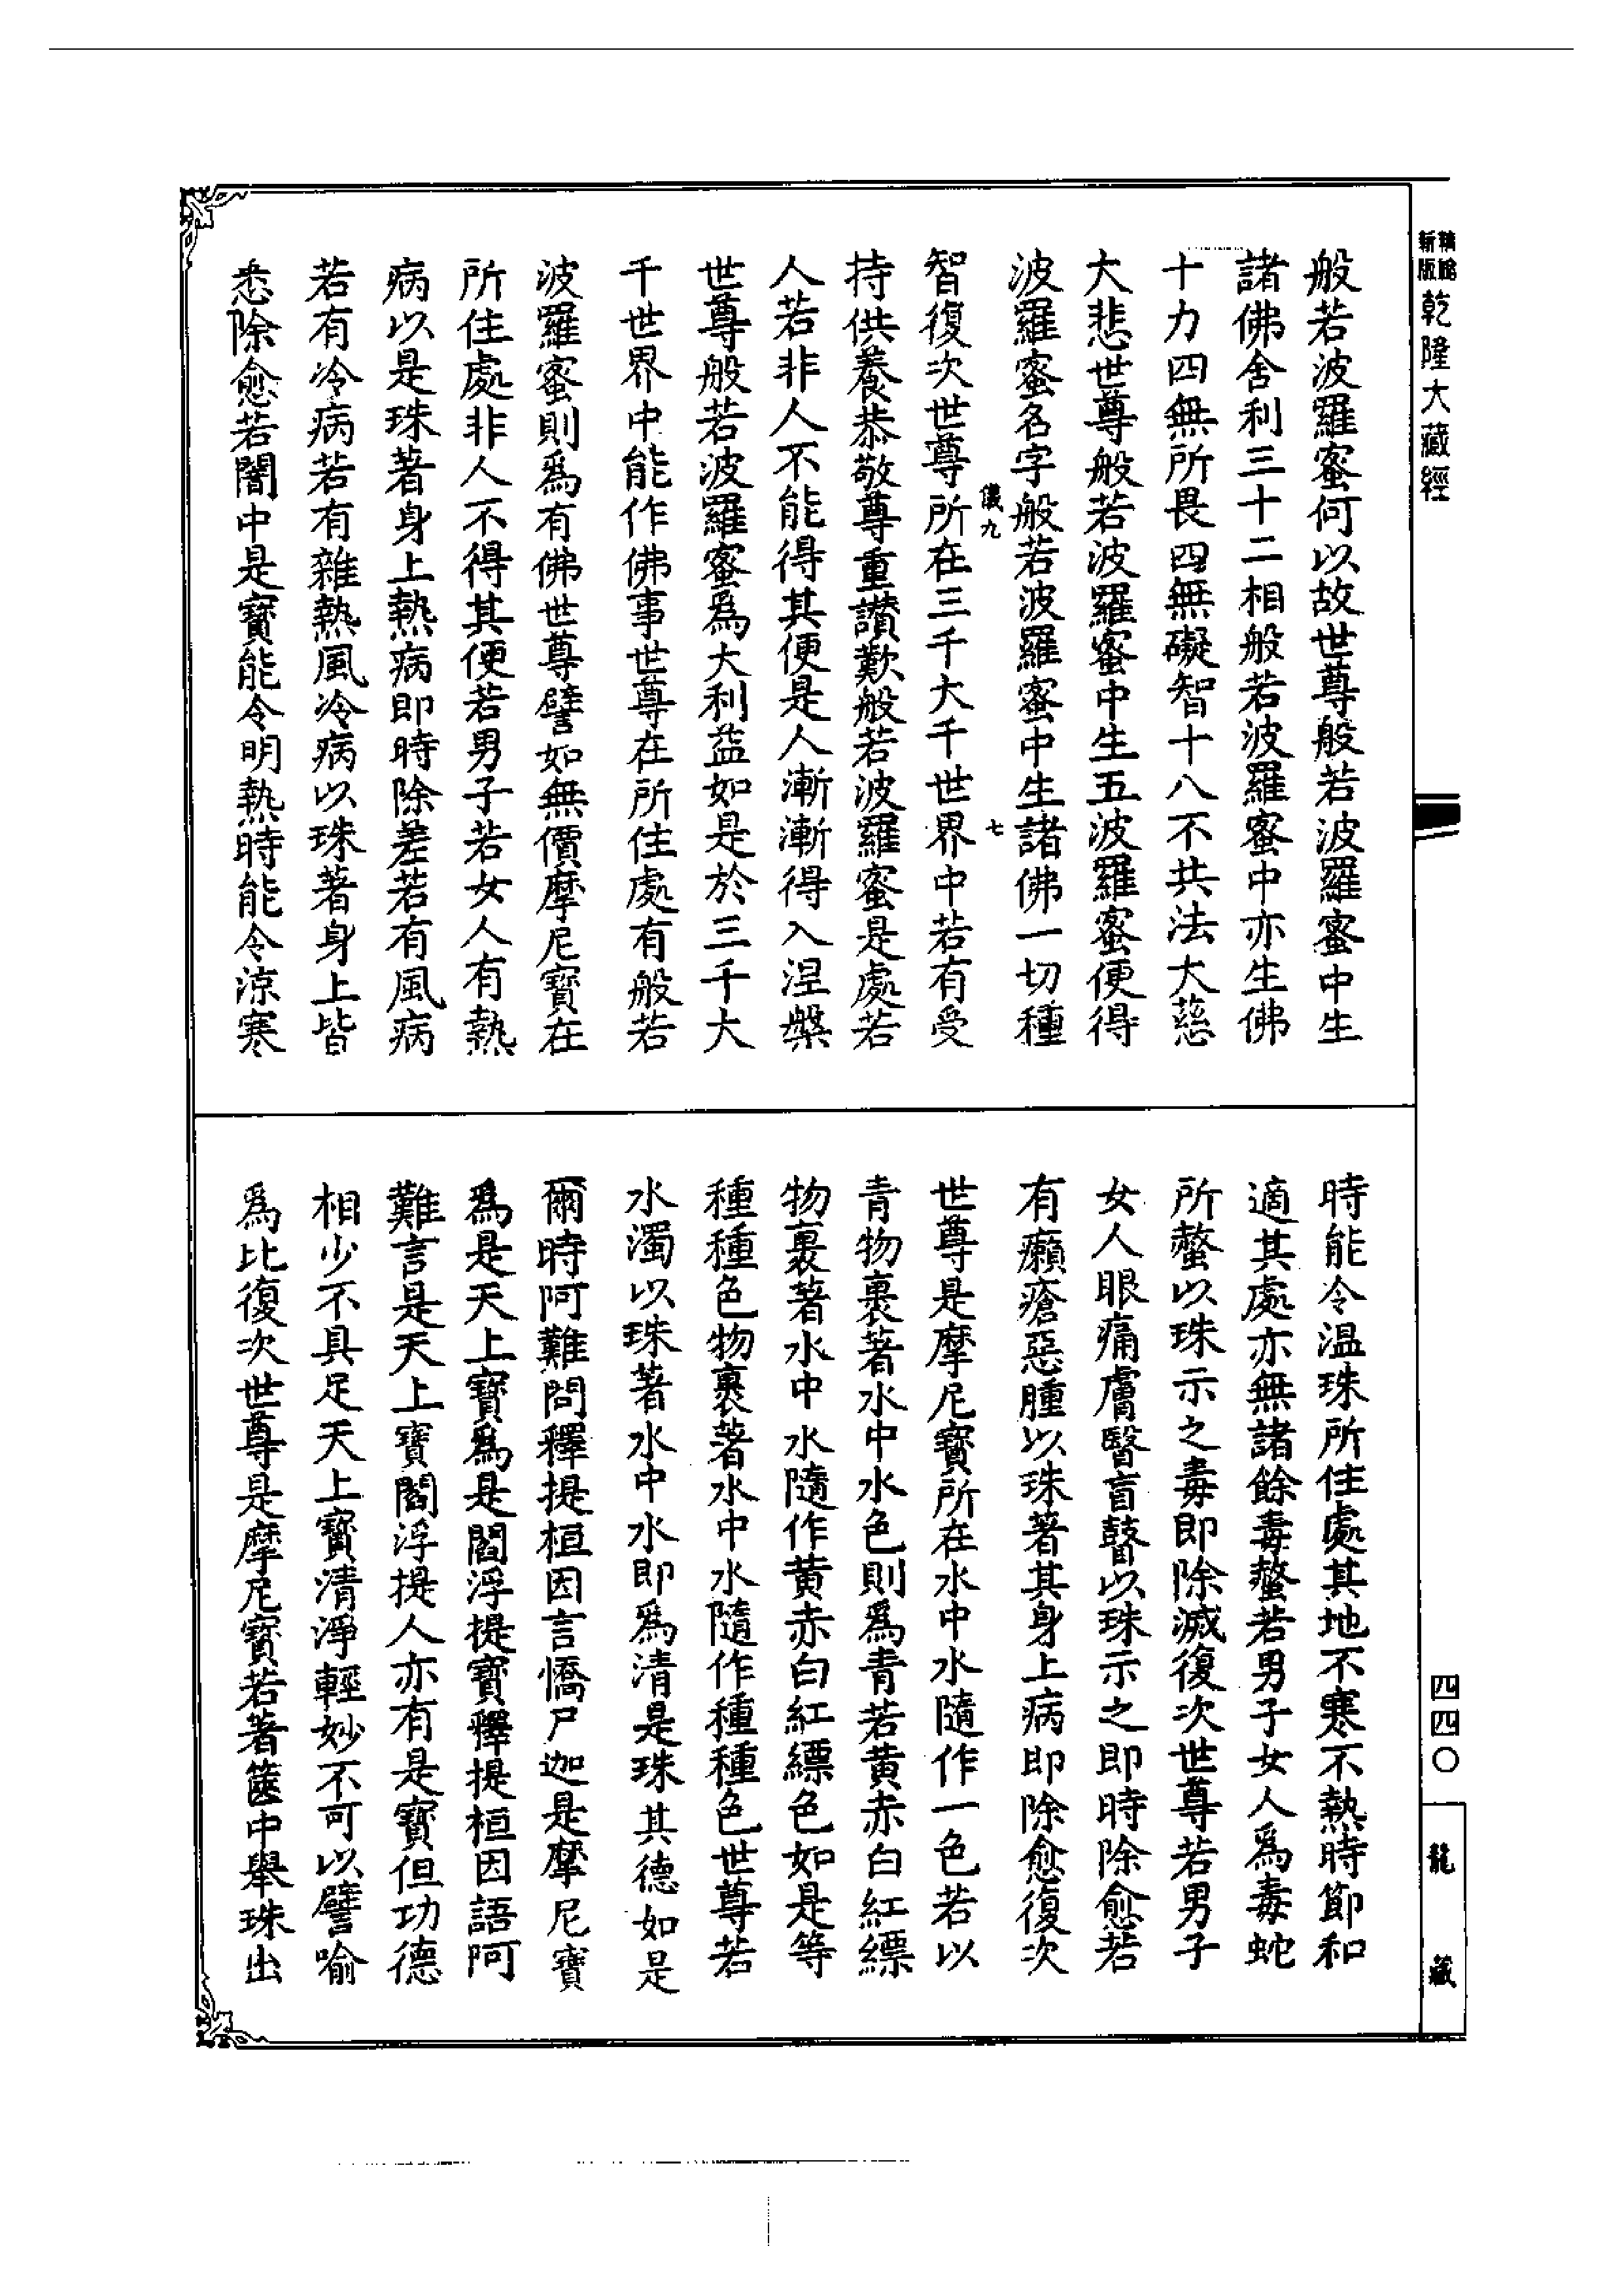 新版精縮乾隆大藏經
般若波羅蜜何以故世尊般若波羅蜜中生
諸佛舍利三十二相般若波羅蜜中亦生佛
十力四無所畏四無礙智十八不共法大慈
大悲世尊般若波羅蜜中生五波羅蜜便得
波羅蜜名字般若波羅蜜中生諸佛一切種
儀九 七
智復次世尊所在三千大千世界中若有受
持供養恭敬尊重讚歎般若波羅蜜是處若
人若非人不能得其便是人漸漸得入涅槃
世尊般若波羅蜜爲大利益如是於三千大
千世界中能作佛事世尊在所住處有般若
波羅蜜則爲有佛世尊譬如無價摩尼寶在
所住處非人不得其便若男子若女人有熱
病以是珠著身上熱病即時除差若有風病
若有冷病若有雜熱風冷病以珠著身上皆
悉除愈若闇中是寶能令明熱時能令涼寒
時能令温珠所住處其地不寒不熱時節和
適其處亦無諸餘毒螫若男子女人爲毒蛇
所螫以珠示之毒即除滅復次世尊若男子
女人眼痛膚瞖盲瞽以珠示之即時除愈若
有癩瘡惡腫以珠著其身上病即除愈復次
世尊是摩尼寶所在水中水隨作一色若以
青物裹著水中水色則爲青若黄赤白紅縹
物裹著水中水隨作黄赤白紅縹色如是等
種種色物裹著水中水隨作種種色世尊若
水濁以珠著水中水即爲清是珠其德如是
爾時阿難問釋提桓因言憍尸迦是摩尼寶
爲是天上寶爲是閻浮提寶釋提桓因語阿
難言是天上寶閻浮提人亦有是寶但功德
相少不具足天上寶清淨輕妙不可以譬喻
爲比復次世尊是摩尼寶若著篋中舉珠出
四四〇
龍藏